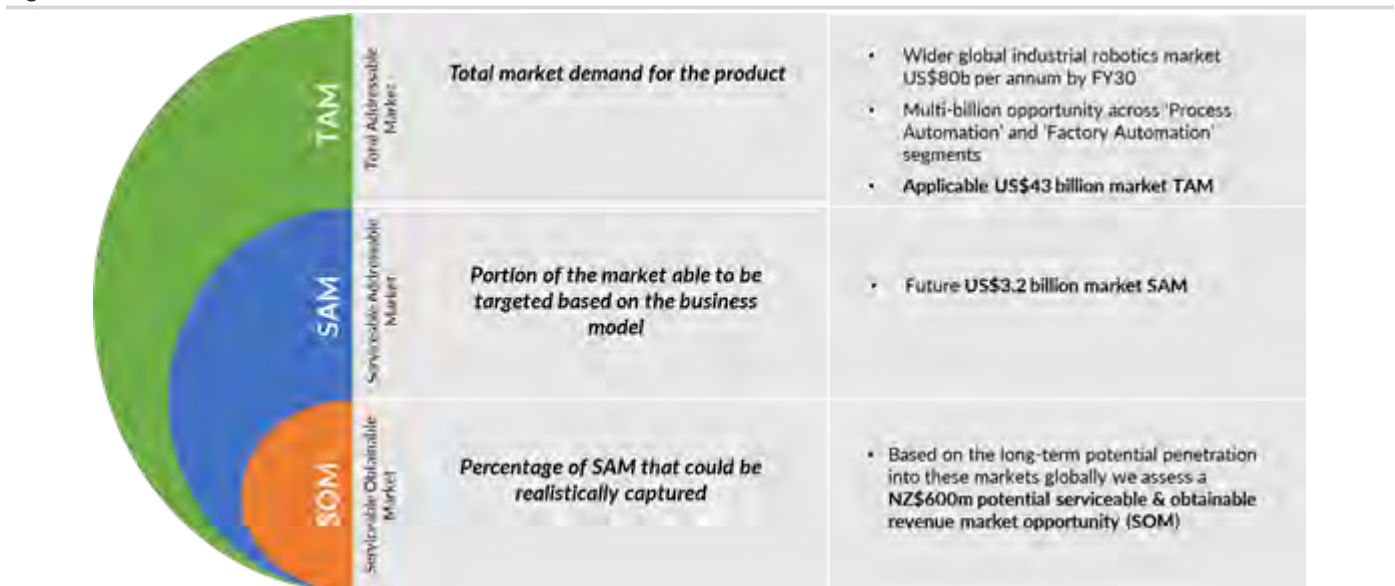 TAM
Total Addressable
Market
Total market demand for the product
• Wider global industrial robotics market
US$80b per annum by FY30
• Multi-billion opportunity across 'Process
Automation' and 'Factory Automation'
segments
• Applicable US$43 billion market TAM
SAM
Serviceable Addressable
Market
Portion of the market able to be
targeted based on the business
model
• Future US$3.2 billion market SAM
SOM
Serviceable Obtainable
Market
Percentage of SAM that could be
realistically captured
• Based on the long-term potential penetration
into these markets globally we assess a
NZ$600m potential serviceable & obtainable
revenue market opportunity (SOM)